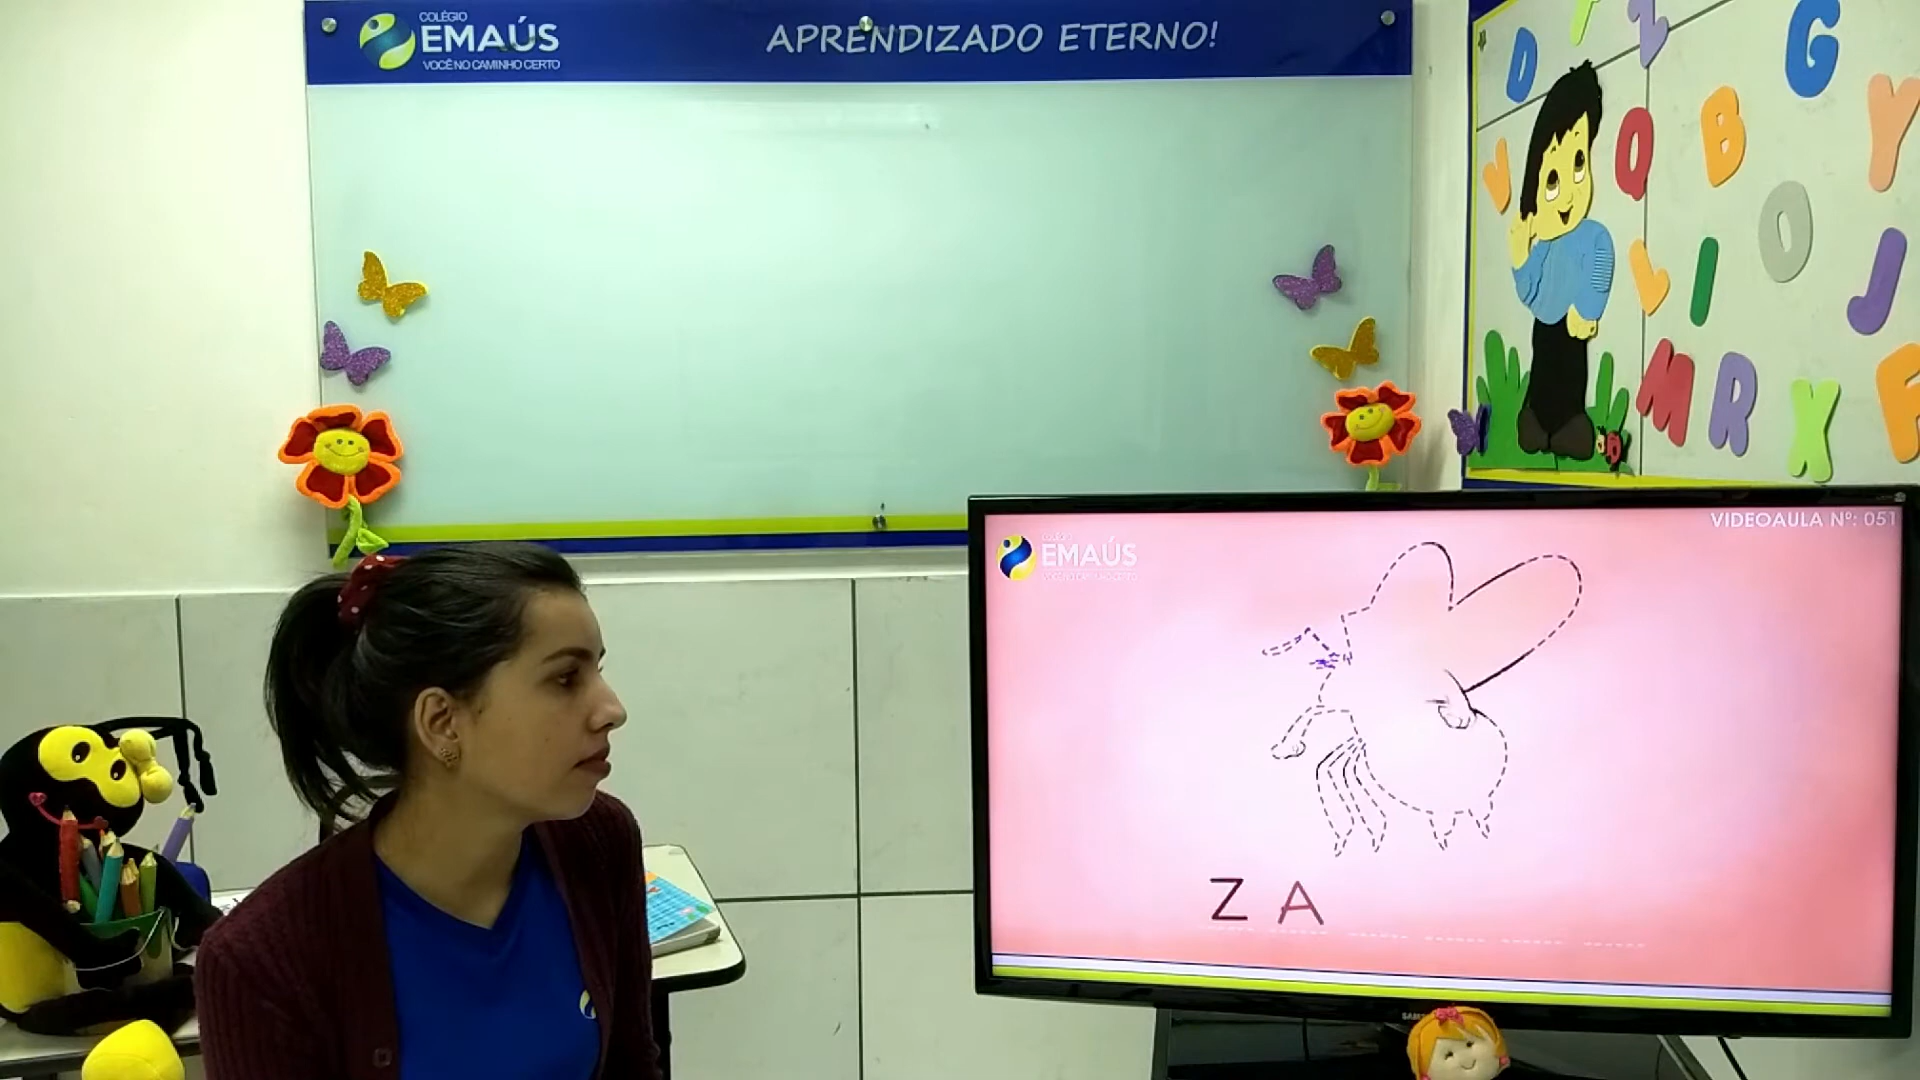 COLÉGIO
EMAÚS
VOCÊ NO CAMINHO CERTO
APRENDIZADO ETERNO!
D
Z
G
V
Q
B
Y
L
I
O
J
M
R
X
F
VIDEOAULA Nº: 051
EMAÚS
Z A